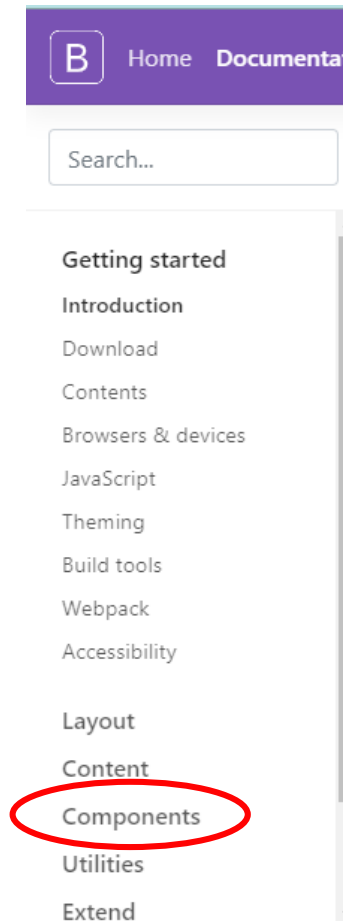 B Home Documenta
Search...
Getting started
Introduction
Download
Contents
Browsers & devices
JavaScript
Theming
Build tools
Webpack
Accessibility
Layout
Content
Components
Utilities
Extend